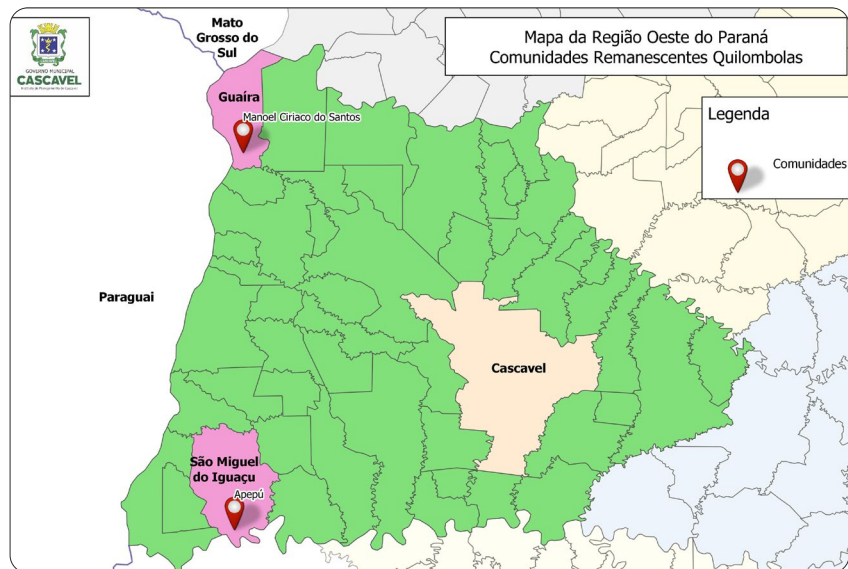 Mato
Grosso do
Sul
Mapa da Região Oeste do Paraná
Comunidades Remanescentes Quilombolas
GOVERNO MUNICIPAL
CASCAVEL
Guaíra
Manoel Ciriaco do Santos
Legenda
Comunidades
Paraguai
Cascavel
São Miguel
do Iguaçu
Apepú